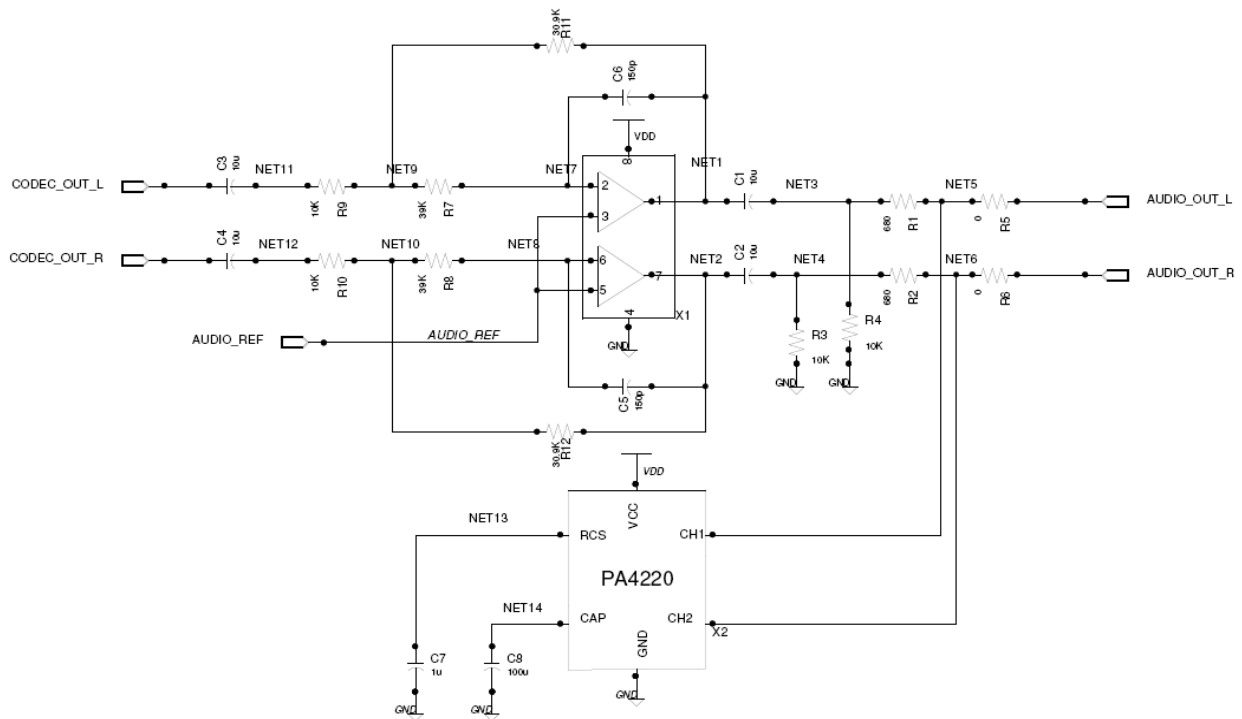 30.9K
R11
C6
150p
VDD
8
C3
10u
NET11
NET9
NET7
NET1
C1
10u
NET3
NET5
CODEC_OUT_L
10K
R9
39K
R7
2
1
3
680
R1
0
R5
AUDIO_OUT_L
C4
10u
NET12
NET10
NET8
NET2
C2
10u
NET4
NET6
CODEC_OUT_R
10K
R10
39K
R8
6
7
5
680
R2
0
R6
AUDIO_OUT_R
4
X1
AUDIO_REF
AUDIO_REF
GND
R3
10K
R4
10K
GND
GND
C5
150p
30.9K
R12
VDD
NET13
RCS
VCC
CH1
PA4220
NET14
CAP
GND
CH2
X2
C7
1u
C8
100u
GND
GND
GND